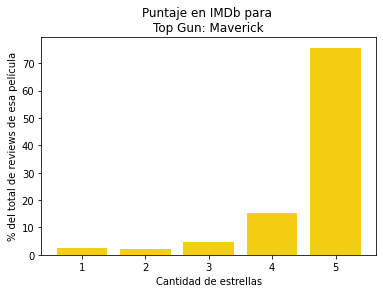 Puntaje en IMDb para
Top Gun: Maverick
% del total de reviews de esa película
70
60
50
40
30
20
10
0
1 2 3 4 5
Cantidad de estrellas